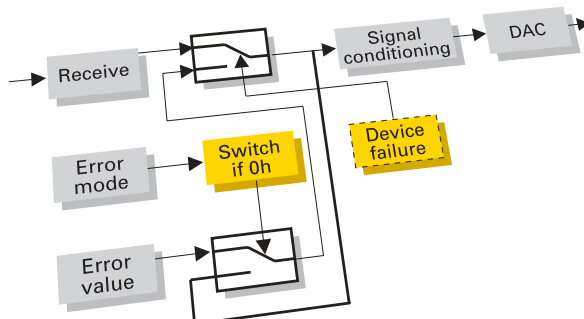 Receive
Signal
conditioning
DAC
Device
failure
Error
mode
Switch
if 0h
Error
value